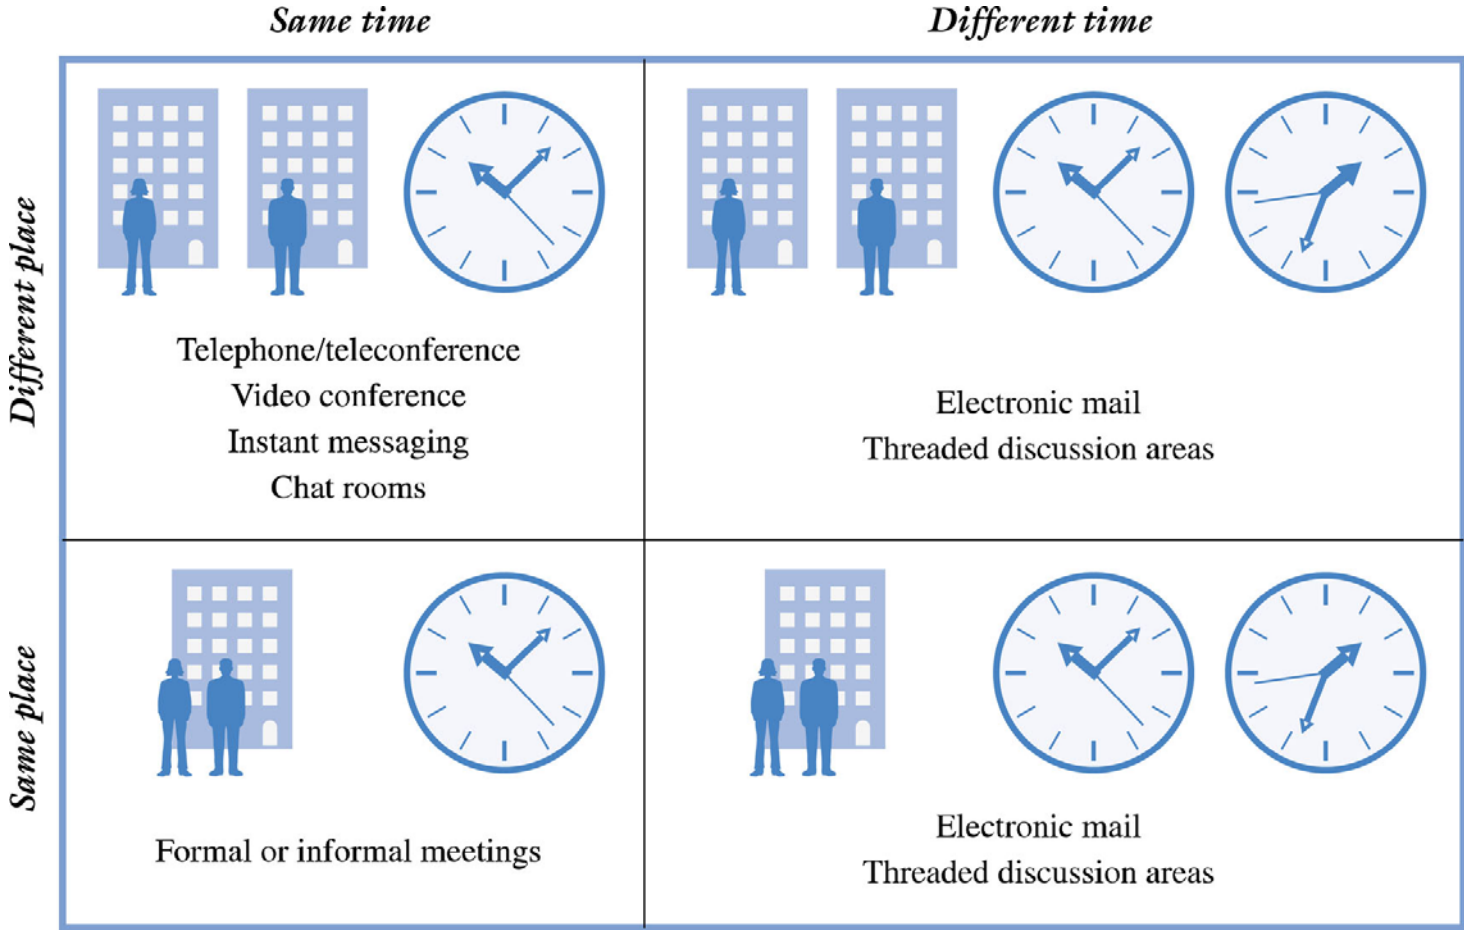 Same time
Different time
Different place
Telephone/teleconference
Video conference
Instant messaging
Chat rooms
Electronic mail
Threaded discussion areas
Same place
Formal or informal meetings
Electronic mail
Threaded discussion areas